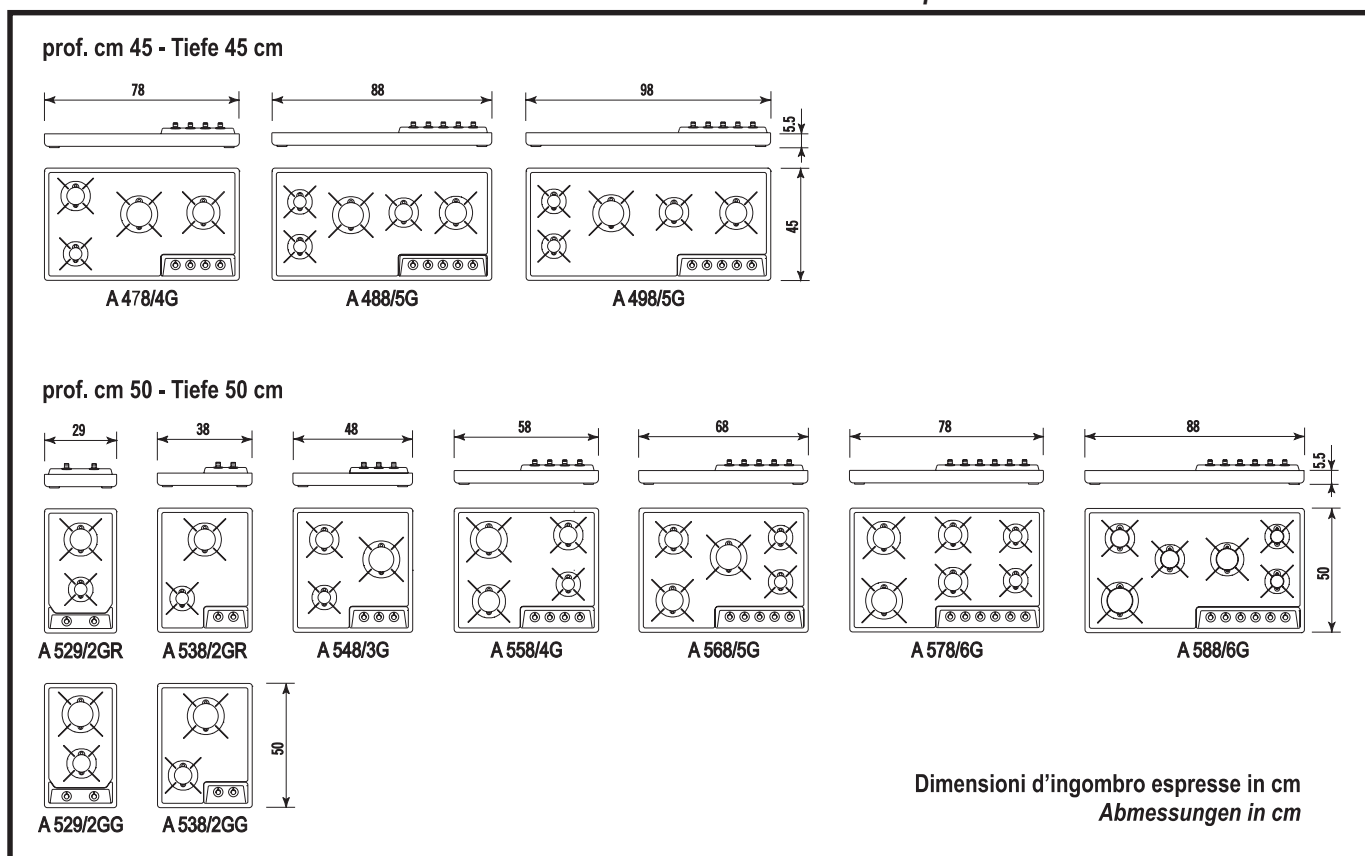 prof. cm 45 - Tiefe 45 cm
78 88 98
5.5
45
A 478/4G A 488/5G A 498/5G
prof. cm 50 - Tiefe 50 cm
29 38 48 58 68 78 88
5.5
50
A 529/2GR A 538/2GR A 548/3G A 558/4G A 568/5G A 578/6G A 588/6G
50
A 529/2GG A 538/2GG
Dimensioni d’ingombro espresse in cm
Abmessungen in cm